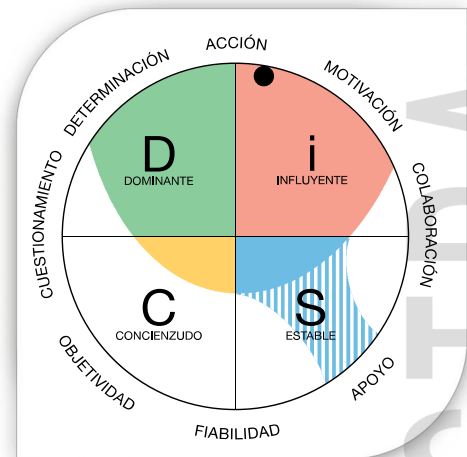 ACCIÓN
DETERMINACIÓN
MOTIVACIÓN
D
DOMINANTE
i
INFLUYENTE
CUESTIONAMIENTO
COLABORACIÓN
C
CONCIENZUDO
S
ESTABLE
OBJETIVIDAD
APOYO
FIABILIDAD